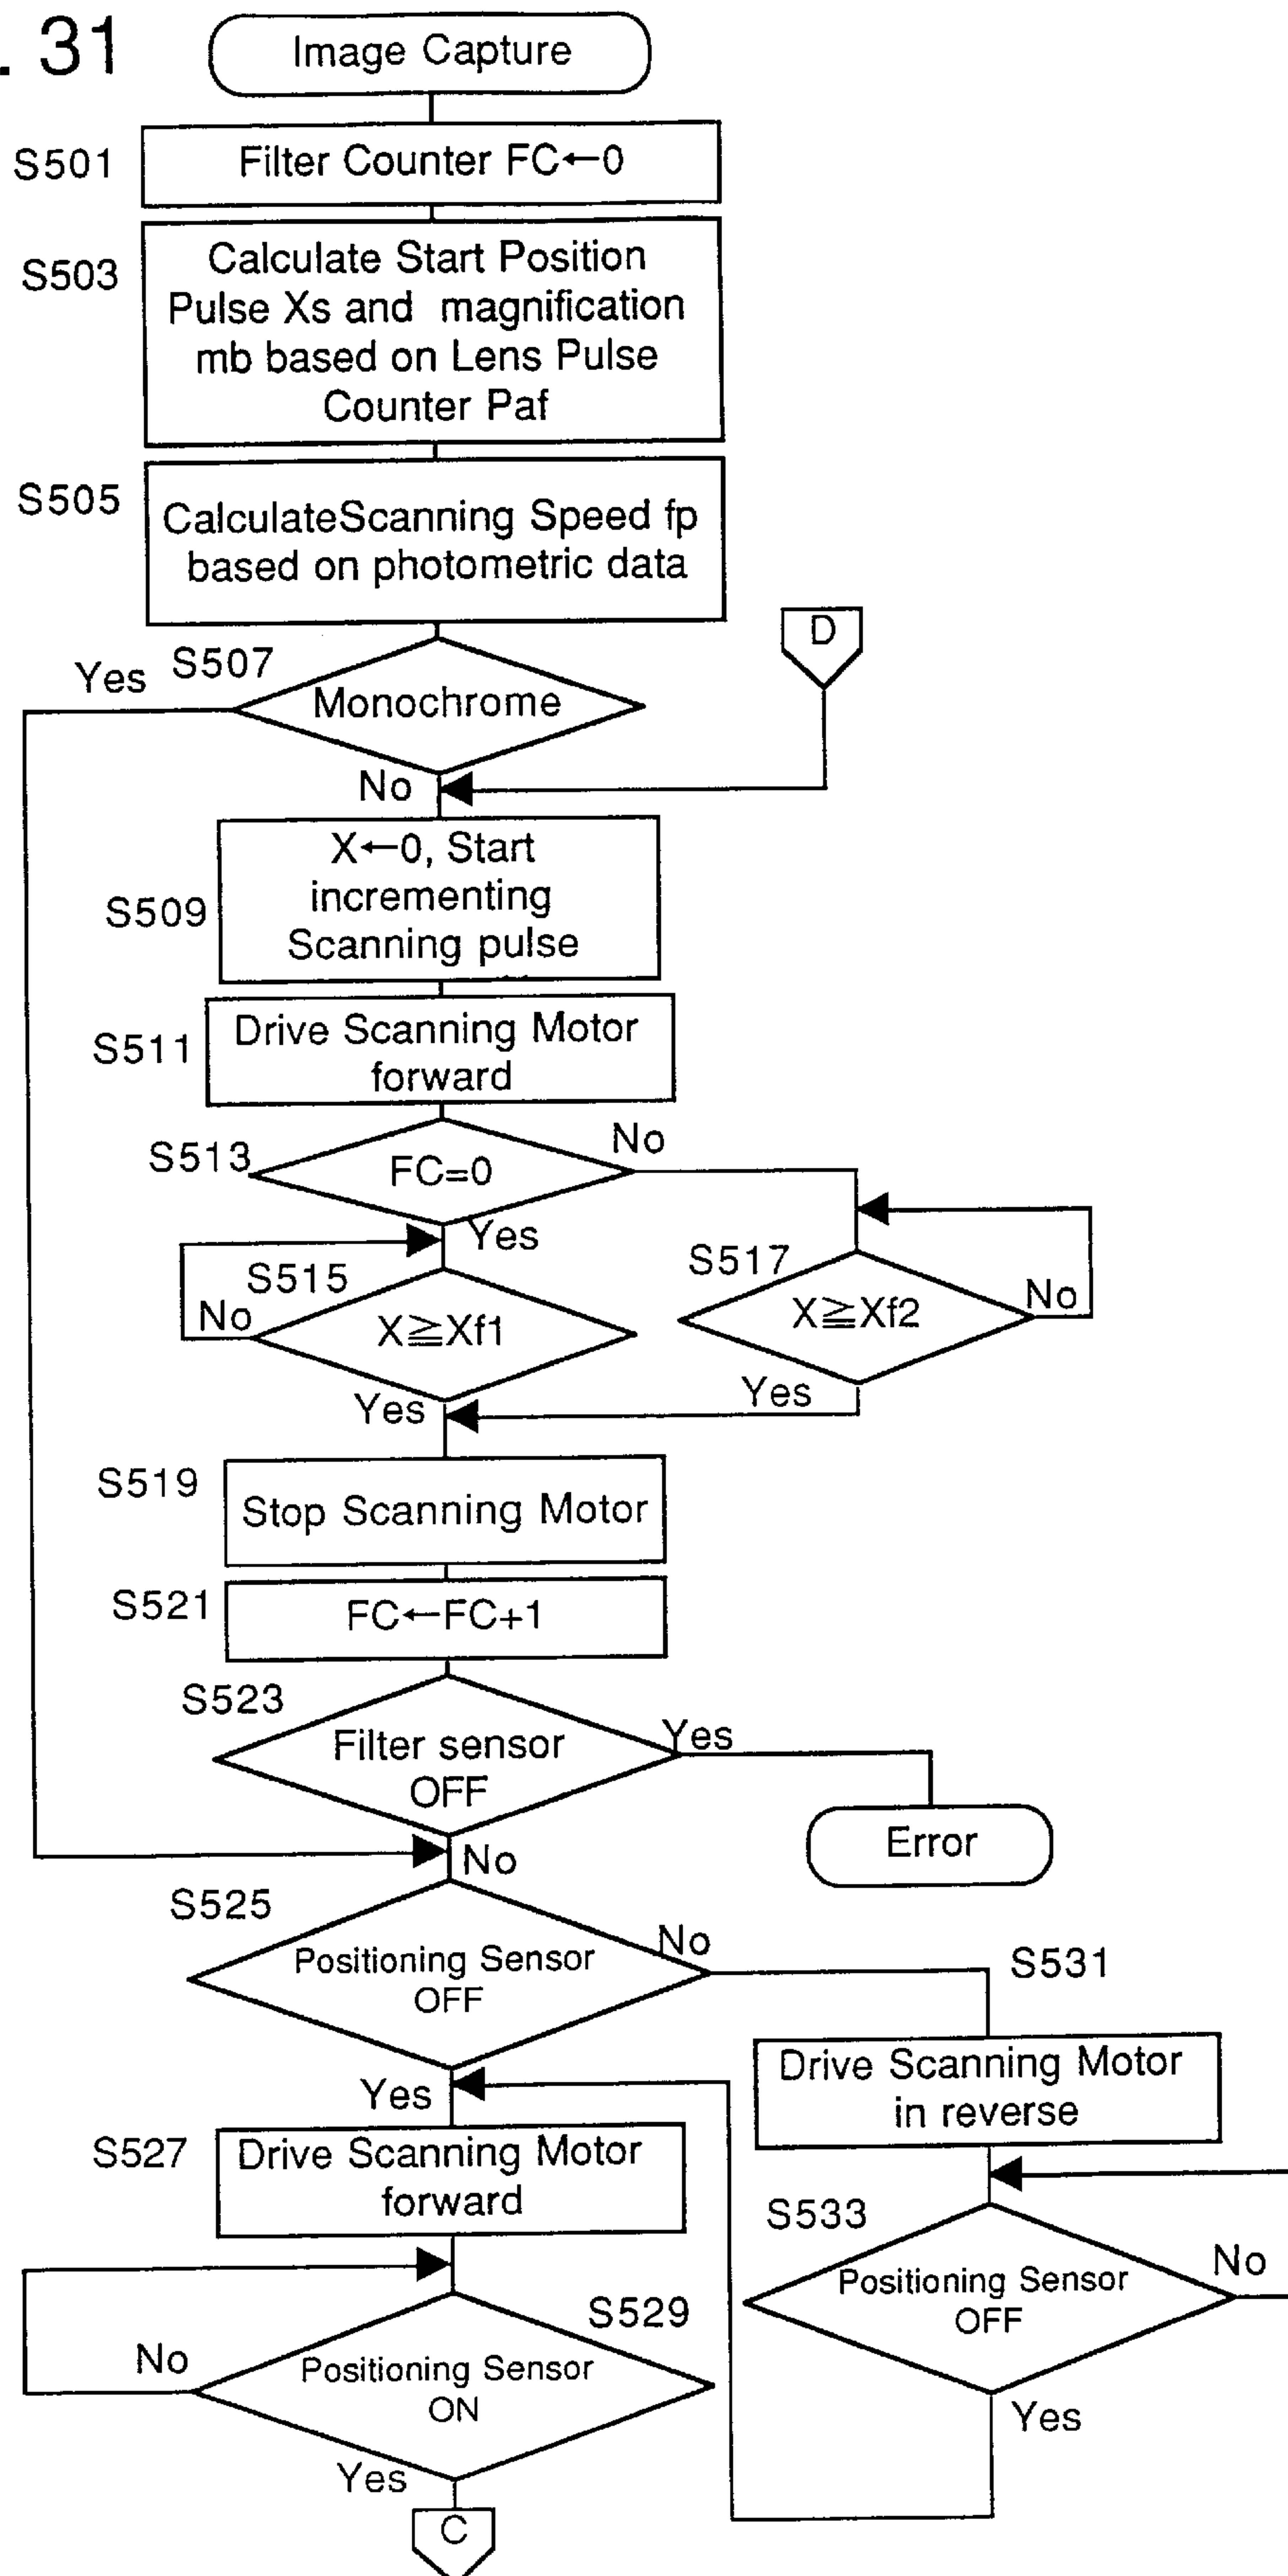 . 31
Image Capture
S501
Filter Counter FC←0
S503
Calculate Start Position
Pulse Xs and magnification
mb based on Lens Pulse
Counter Paf
S505
CalculateScanning Speed fp
based on photometric data
D
Yes
S507
Monochrome
No
X←0, Start
incrementing
Scanning pulse
S509
S511
Drive Scanning Motor
forward
S513
FC=0
No
Yes
S515
No
X≧Xf1
Yes
S517
X≧Xf2
No
Yes
S519
Stop Scanning Motor
S521
FC←FC+1
S523
Filter sensor
OFF
Yes
Error
No
S525
Positioning Sensor
OFF
No
S531
Drive Scanning Motor
in reverse
Yes
S527
Drive Scanning Motor
forward
S533
Positioning Sensor
OFF
No
Yes
S529
No
Positioning Sensor
ON
Yes
C